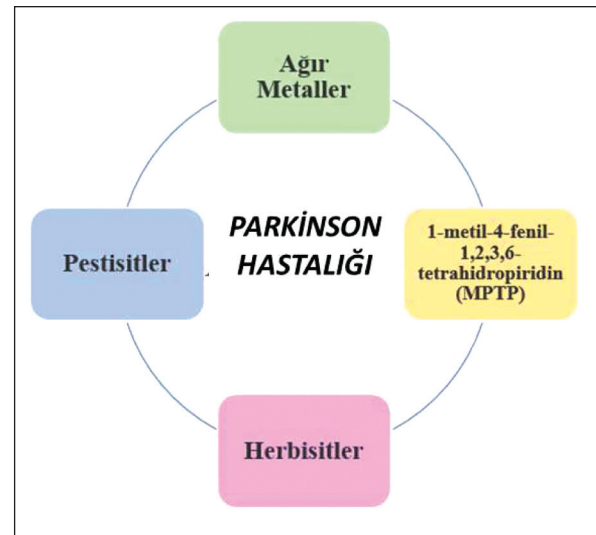 Ağır
Metaller
PARKİNSON
HASTALIĞI
1-metil-4-fenil-
1,2,3,6-
tetrahidropiridin
(MPTP)
Pestisitler
Herbisitler